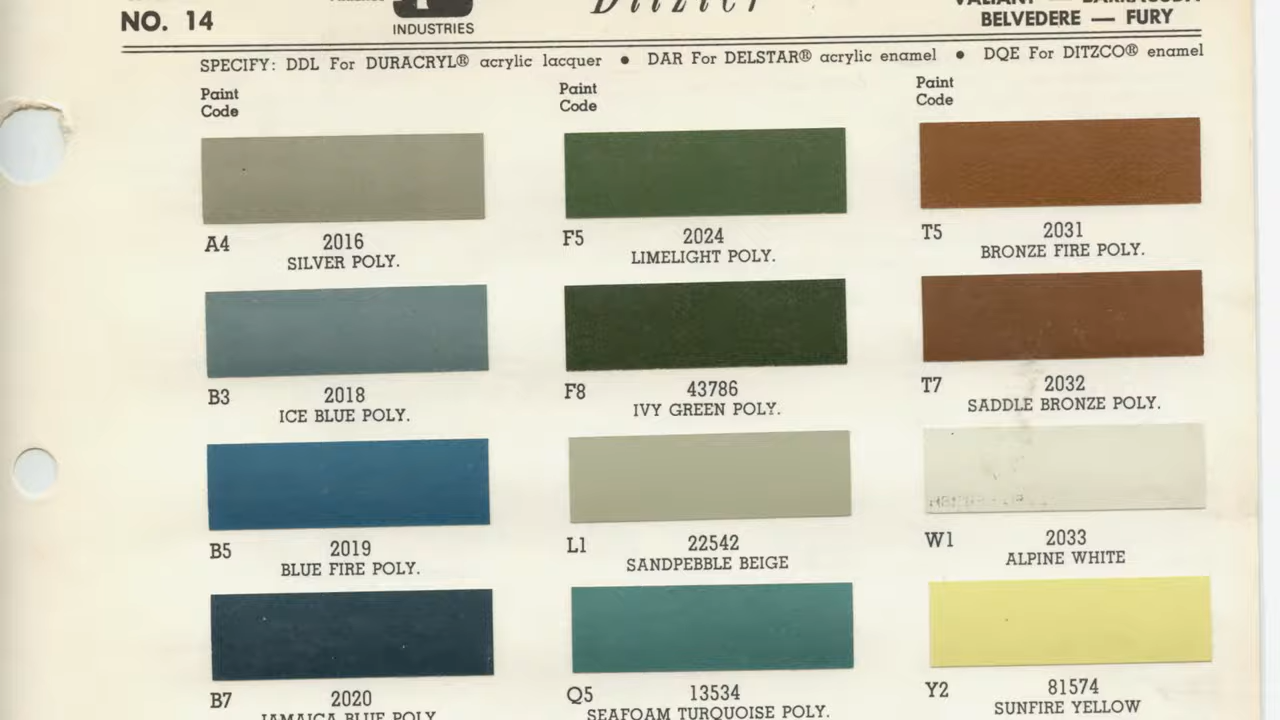 NO. 14
INDUSTRIES
Ditzler
BELVEDERE — FURY
SPECIFY: DDL For DURACRYL® acrylic lacquer ● DAR For DELSTAR® acrylic enamel ● DQE For DITZCO® enamel
Paint
Code
Paint
Code
Paint
Code
A4 2016
SILVER POLY.
F5 2024
LIMELIGHT POLY.
T5 2031
BRONZE FIRE POLY.
B3 2018
ICE BLUE POLY.
F8 43786
IVY GREEN POLY.
T7 2032
SADDLE BRONZE POLY.
B5 2019
BLUE FIRE POLY.
L1 22542
SANDPEBBLE BEIGE
W1 2033
ALPINE WHITE
B7 2020
JAMAICA BLUE POLY.
Q5 13534
SEAFOAM TURQUOISE POLY.
Y2 81574
SUNFIRE YELLOW